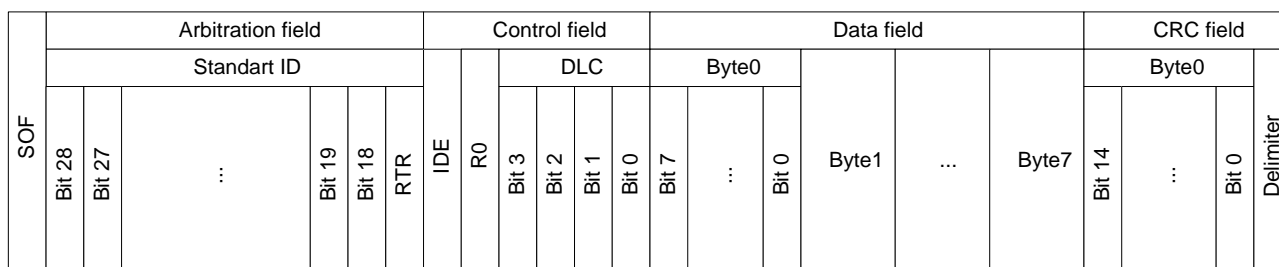 Arbitration field Control field Data field CRC field
Standart ID DLC Byte0 Byte0
SOF Bit 28 Bit 27 ... Bit 19 Bit 18 RTR IDE R0 Bit 3 Bit 2 Bit 1 Bit 0 Bit 7 ... Bit 0 Byte1 ... Byte7 Bit 14 ... Bit 0 Delimiter